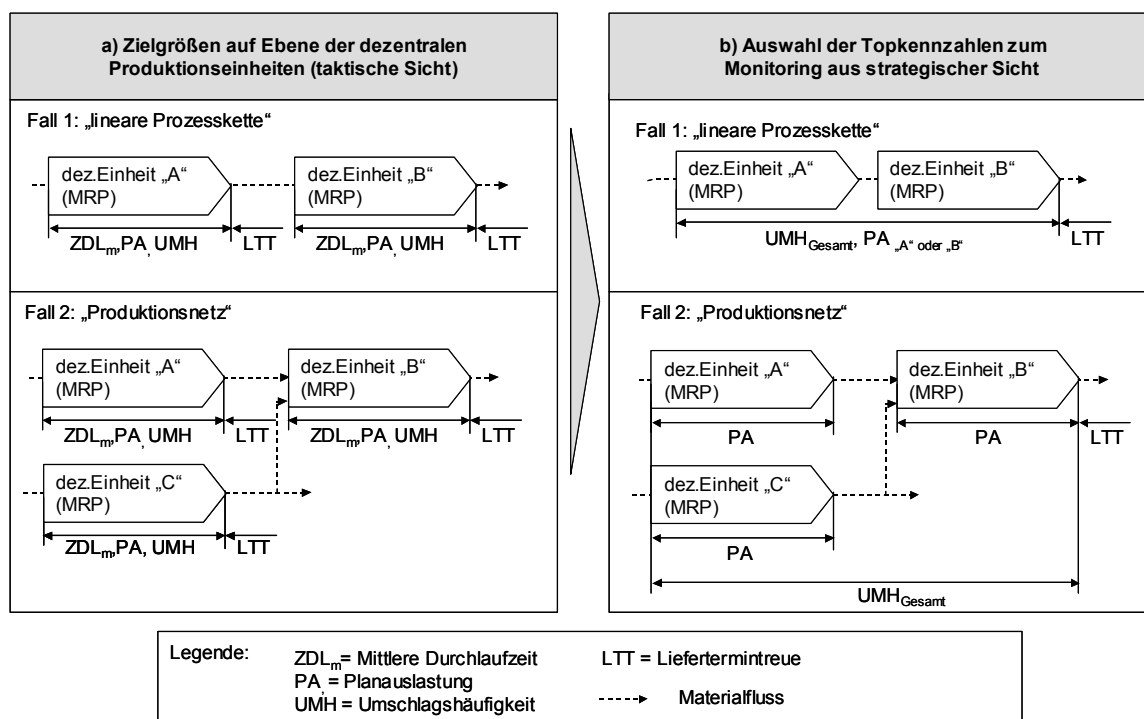 a) Zielgrößen auf Ebene der dezentralen
Produktionseinheiten (taktische Sicht)
Fall 1: „lineare Prozesskette“
dez.Einheit „A“
(MRP)
dez.Einheit „B“
(MRP)
ZDLm,PA, UMH
LTT
ZDLm,PA, UMH
LTT
Fall 2: „Produktionsnetz“
dez.Einheit „A“
(MRP)
dez.Einheit „B“
(MRP)
ZDLm,PA, UMH
LTT
ZDLm,PA, UMH
LTT
dez.Einheit „C“
(MRP)
ZDLm,PA, UMH
LTT
b) Auswahl der Topkennzahlen zum
Monitoring aus strategischer Sicht
Fall 1: „lineare Prozesskette“
dez.Einheit „A“
(MRP)
dez.Einheit „B“
(MRP)
UMHGesamt, PA „A“ oder „B“
LTT
Fall 2: „Produktionsnetz“
dez.Einheit „A“
(MRP)
dez.Einheit „B“
(MRP)
PA
PA
LTT
dez.Einheit „C“
(MRP)
PA
UMHGesamt
Legende:
ZDLm= Mittlere Durchlaufzeit
PA, = Planauslastung
UMH = Umschlagshäufigkeit
LTT = Liefertermintreue
Materialfluss